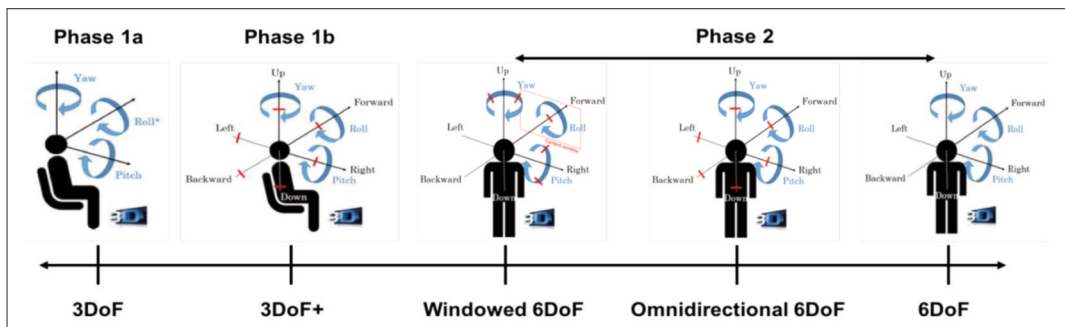 Phase 1a
Phase 1b
Phase 2
Yaw
Roll*
Pitch
Up
Yaw
Forward
Left
Roll
Right
Backward
Pitch
Down
Up
Yaw
Forward
Left
Roll
Right
Backward
Pitch
Down
Up
Yaw
Forward
Left
Roll
Right
Backward
Pitch
Down
Up
Yaw
Forward
Left
Roll
Right
Backward
Pitch
Down
3DoF
3DoF+
Windowed 6DoF
Omnidirectional 6DoF
6DoF